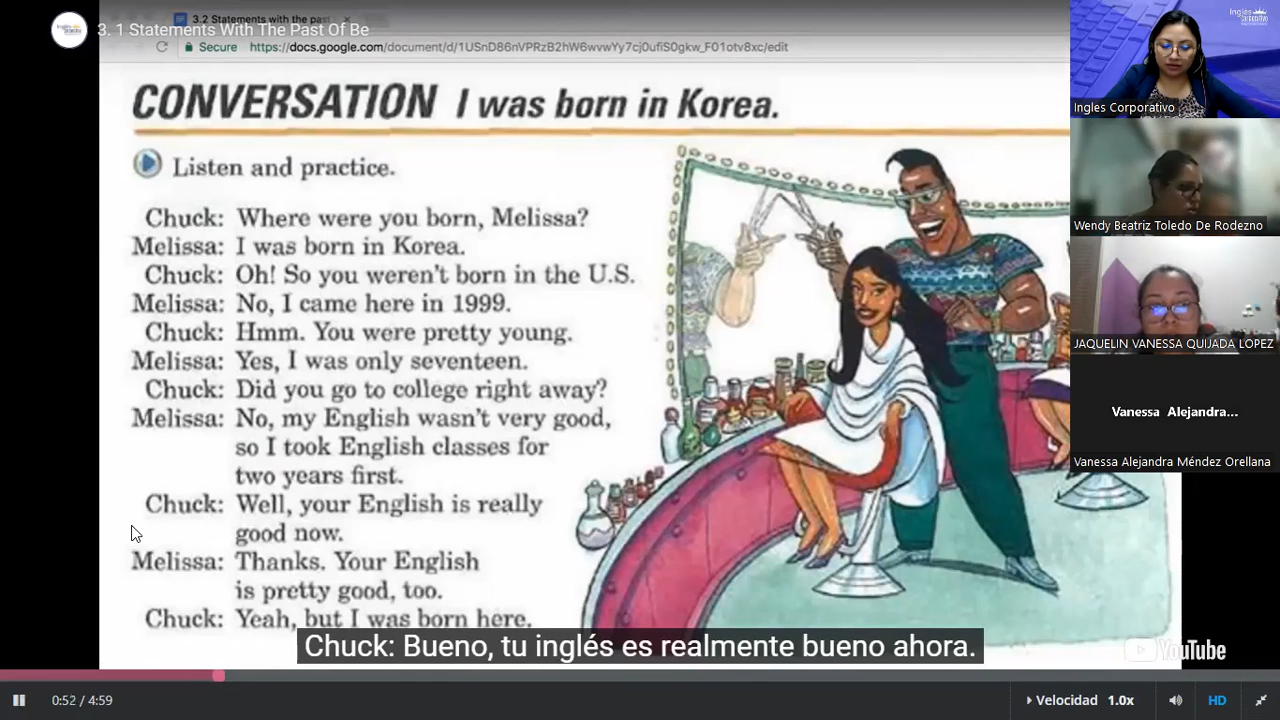 3.2 Statements with the past
3. 1 Statements With The Past Of Be
Secure https://docs.google.com/document/d/1USnD86nVPRzB2hW6wvwYy7cj0ufiS0gkw_F01otv8xc/edit
CONVERSATION I was born in Korea.
Listen and practice.
Chuck: Where were you born, Melissa?
Melissa: I was born in Korea.
Chuck: Oh! So you weren't born in the U.S.
Melissa: No, I came here in 1999.
Chuck: Hmm. You were pretty young.
Melissa: Yes, I was only seventeen.
Chuck: Did you go to college right away?
Melissa: No, my English wasn't very good,
so I took English classes for
two years first.
Chuck: Well, your English is really
good now.
Melissa: Thanks. Your English
is pretty good, too.
Chuck: Yeah, but I was born here.
Chuck: Bueno, tu inglés es realmente bueno ahora.
YouTube
0:52 / 4:59
Velocidad 1.0x
HD
Ingles Corporativo
Wendy Beatriz Toledo De Rodezno
JAQUELIN VANESSA QUIJADA LOPEZ
Vanessa Alejandra...
Vanessa Alejandra Méndez Orellana